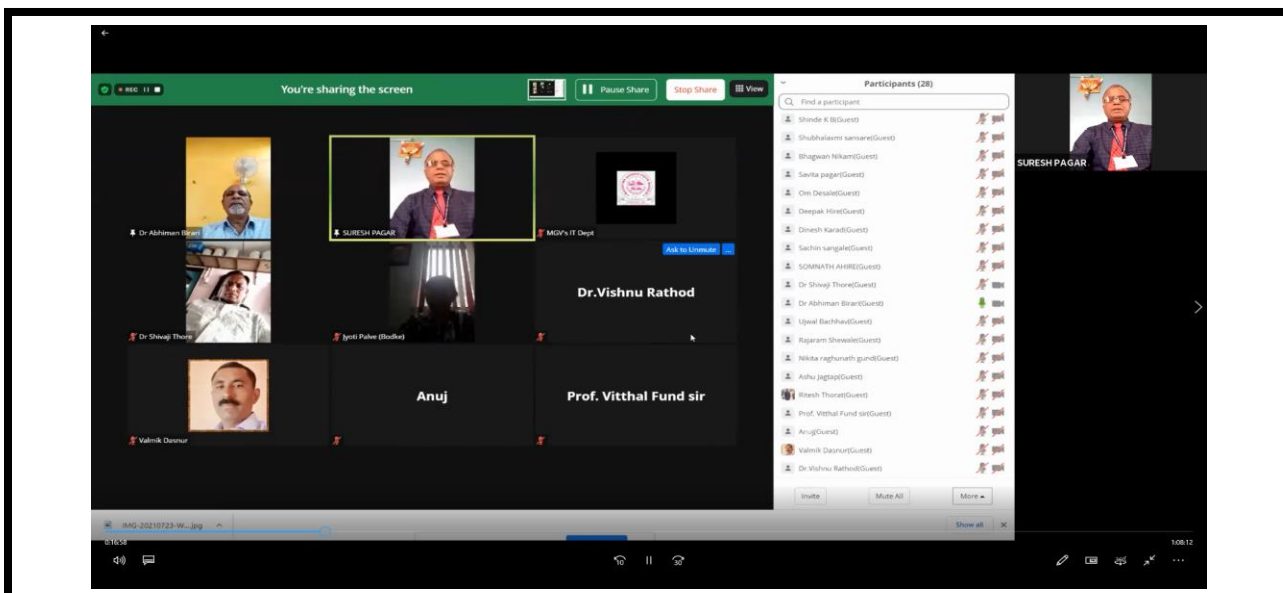 REC
You're sharing the screen
Pause Share
Stop Share
View
Participants (28)
Find a participant
Shinde K B(Guest)
Shubhalaxmi sansare(Guest)
Bhagwan Nikam(Guest)
Savita pagar(Guest)
Om Desale(Guest)
Deepak Hire(Guest)
Dinesh Karad(Guest)
Sachin sangale(Guest)
SOMNATH AHIRE(Guest)
Dr Shivaji Thore(Guest)
Dr Abhiman Birari(Guest)
Ujwal Bachhav(Guest)
Rajaram Shewale(Guest)
Nikita raghunath gund(Guest)
Ashu Jagtap(Guest)
Ritesh Thorat(Guest)
Prof. Vitthal Fund sir(Guest)
Anuj(Guest)
Valmik Dasnur(Guest)
Dr.Vishnu Rathod(Guest)
Invite
Mute All
More
SURESH PAGAR
Dr Abhiman Birari
SURESH PAGAR
MGV's IT Dept
Ask to Unmute
...
Dr Shivaji Thore
Jyoti Palve (Bodke)
Dr.Vishnu Rathod
Valmik Dasnur
Anuj
Prof. Vitthal Fund sir
IMG-20210723-W....jpg
Show all
0:16:58
1:08:12
10
30